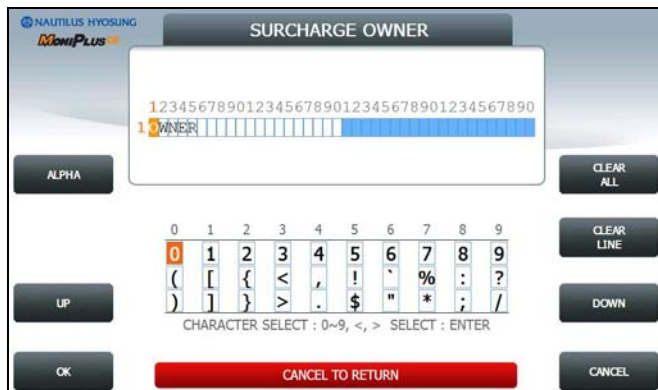 NAUTILUS HYOSUNG
MoniPlus CE
SURCHARGE OWNER
1234567890123456789012345678901234567890
1 OWNER
ALPHA
CLEAR ALL
0 1 2 3 4 5 6 7 8 9
0 1 2 3 4 5 6 7 8 9
( [ { < , ! ` % : ?
) ] } > . $ " * ; /
CLEAR LINE
UP
DOWN
CHARACTER SELECT : 0~9, <, > SELECT : ENTER
OK
CANCEL TO RETURN
CANCEL